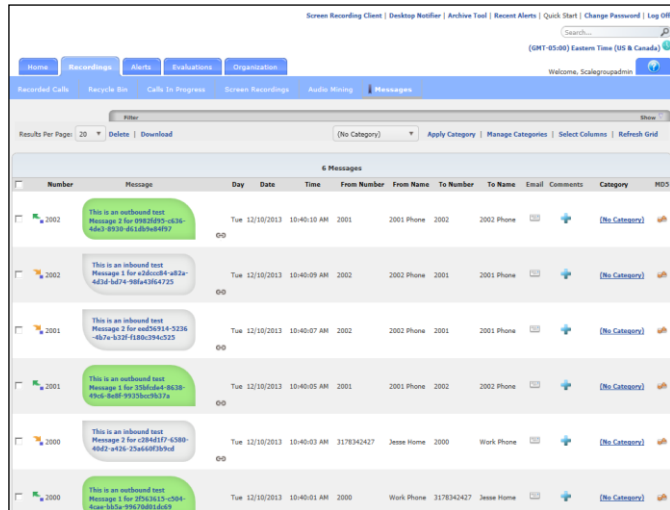 Screen Recording Client | Desktop Notifier | Archive Tool | Recent Alerts | Quick Start | Change Password | Log Off
Search...
(GMT-05:00) Eastern Time (US & Canada)
Home Recordings Alerts Evaluations Organization
Welcome, Scalegroupadmin
Recorded Calls Recycle Bin Calls In Progress Screen Recordings Audio Mining Messages
Filter Show
Results Per Page: 20 Delete | Download (No Category) Apply Category | Manage Categories | Select Columns | Refresh Grid
6 Messages
Number Message Day Date Time From Number From Name To Number To Name Email Comments Category MD5
This is an outbound test
2002 Message 2 for 0982fd95-c636- Tue 12/10/2013 10:40:10 AM 2001 2001 Phone 2002 2002 Phone (No Category)
4de3-8930-d61db9e84f97
This is an inbound test
2002 Message 1 for e2dccc84-a82a- Tue 12/10/2013 10:40:09 AM 2002 2002 Phone 2001 2001 Phone (No Category)
4d3d-bd74-98fa43f64725
This is an inbound test
2001 Message 2 for eed56914-5236 Tue 12/10/2013 10:40:07 AM 2002 2002 Phone 2001 2001 Phone (No Category)
-4b7e-b32f-f180c394c525
This is an outbound test
2001 Message 1 for 35bfcde4-8638- Tue 12/10/2013 10:40:05 AM 2001 2001 Phone 2002 2002 Phone (No Category)
49c6-8e8f-9935bcc9b37a
This is an inbound test
2000 Message 2 for c284d1f7-6580- Tue 12/10/2013 10:40:03 AM 3178342427 Jesse Home 2000 Work Phone (No Category)
40d2-a426-25a660f3b9cd
This is an outbound test
2000 Message 1 for 2f563615-c504- Tue 12/10/2013 10:40:01 AM 2000 Work Phone 3178342427 Jesse Home (No Category)
4cae-bb5a-99670d01dc69